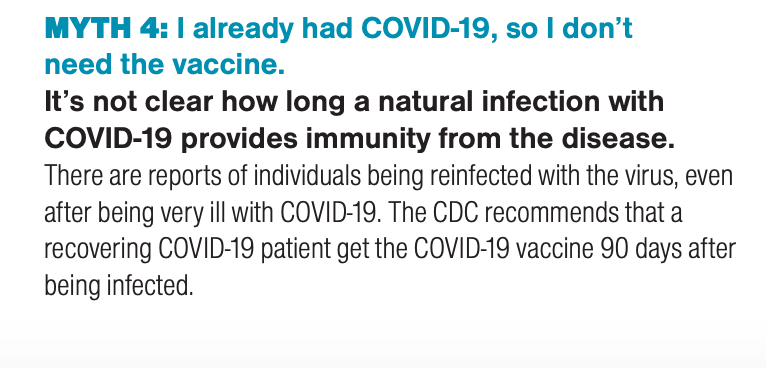 MYTH 4: I already had COVID-19, so I don’t
need the vaccine.
It’s not clear how long a natural infection with
COVID-19 provides immunity from the disease.
There are reports of individuals being reinfected with the virus, even
after being very ill with COVID-19. The CDC recommends that a
recovering COVID-19 patient get the COVID-19 vaccine 90 days after
being infected.